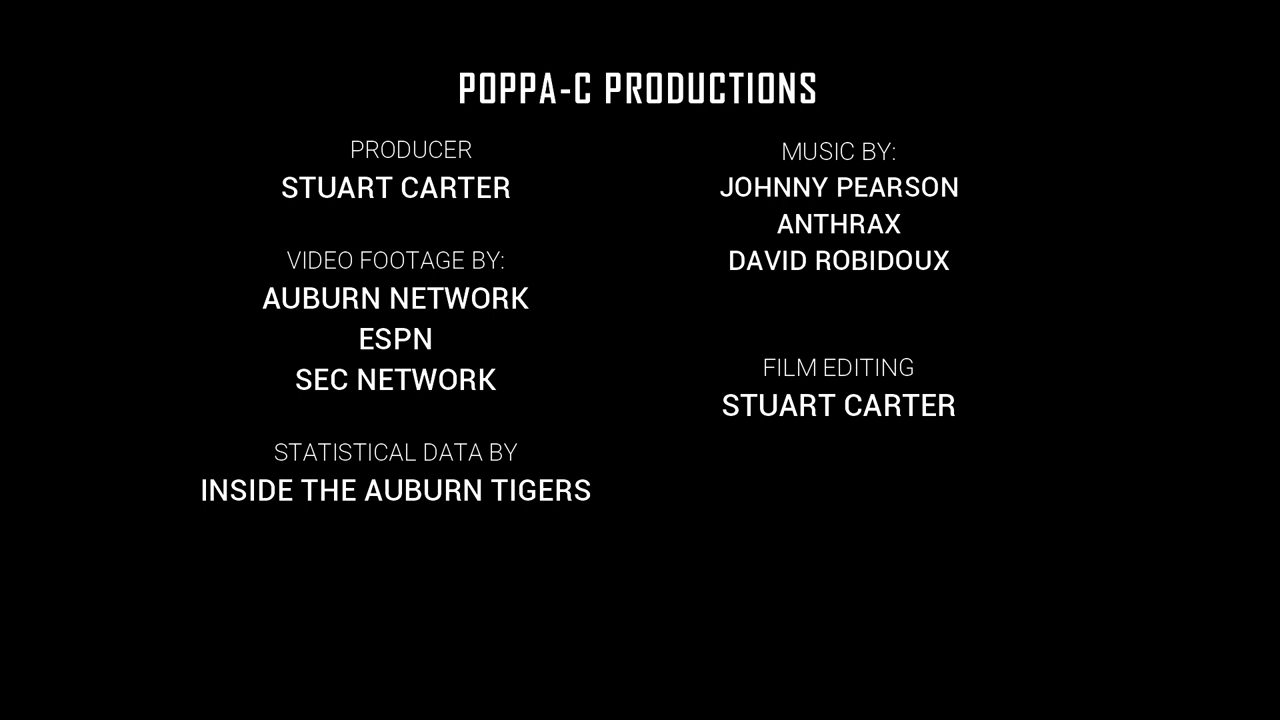 POPPA-C PRODUCTIONS
PRODUCER
STUART CARTER
VIDEO FOOTAGE BY:
AUBURN NETWORK
ESPN
SEC NETWORK
STATISTICAL DATA BY
INSIDE THE AUBURN TIGERS
MUSIC BY:
JOHNNY PEARSON
ANTHRAX
DAVID ROBIDOUX
FILM EDITING
STUART CARTER